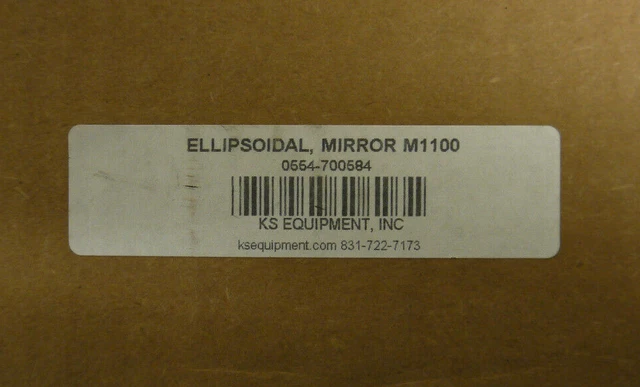 ELLIPSOIDAL, MIRROR M1100
0554-700584
KS EQUIPMENT, INC
ksequipment.com 831-722-7173